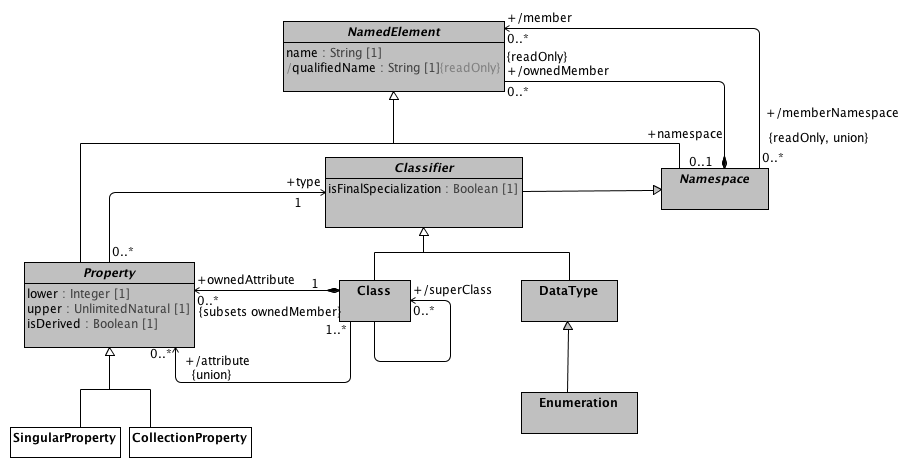 +/member
NamedElement
0..*
name : String [1]
/qualifiedName : String [1]{readOnly}
{readOnly}
+/ownedMember
0..*
+/memberNamespace
+namespace
{readOnly, union}
0..1
0..*
Classifier
Namespace
+type
isFinalSpecialization : Boolean [1]
1
0..*
Property
+ownedAttribute
1
Class
+/superClass
DataType
lower : Integer [1]
0..*
upper : UnlimitedNatural [1]
{subsets ownedMember}
0..*
isDerived : Boolean [1]
1..*
0..*
+/attribute
{union}
Enumeration
SingularProperty
CollectionProperty